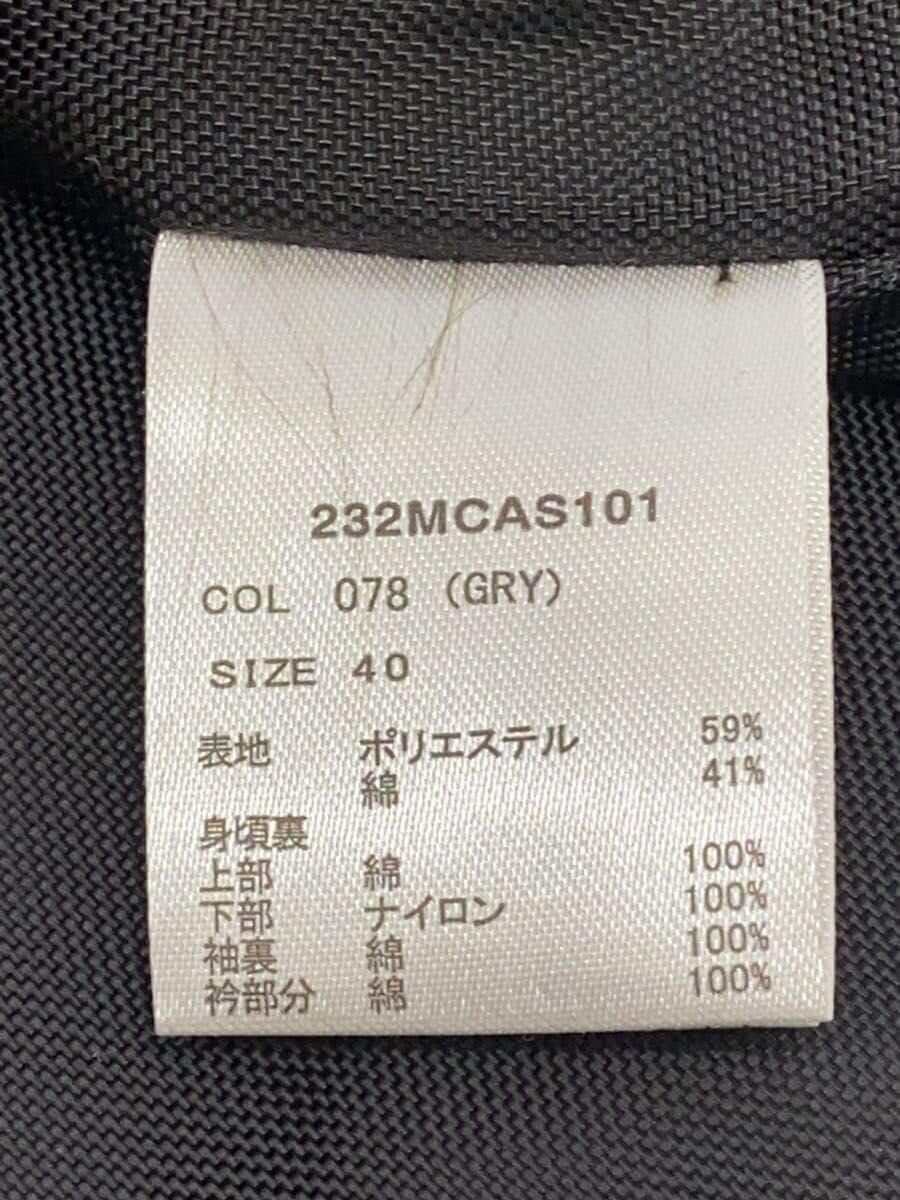 232MCAS101
COL 078 (GRY)
SIZE 40
表地 ポリエステル 59%
綿 41%
身頃裏
上部 綿 100%
下部 ナイロン 100%
袖裏 綿 100%
衿部分 綿 100%